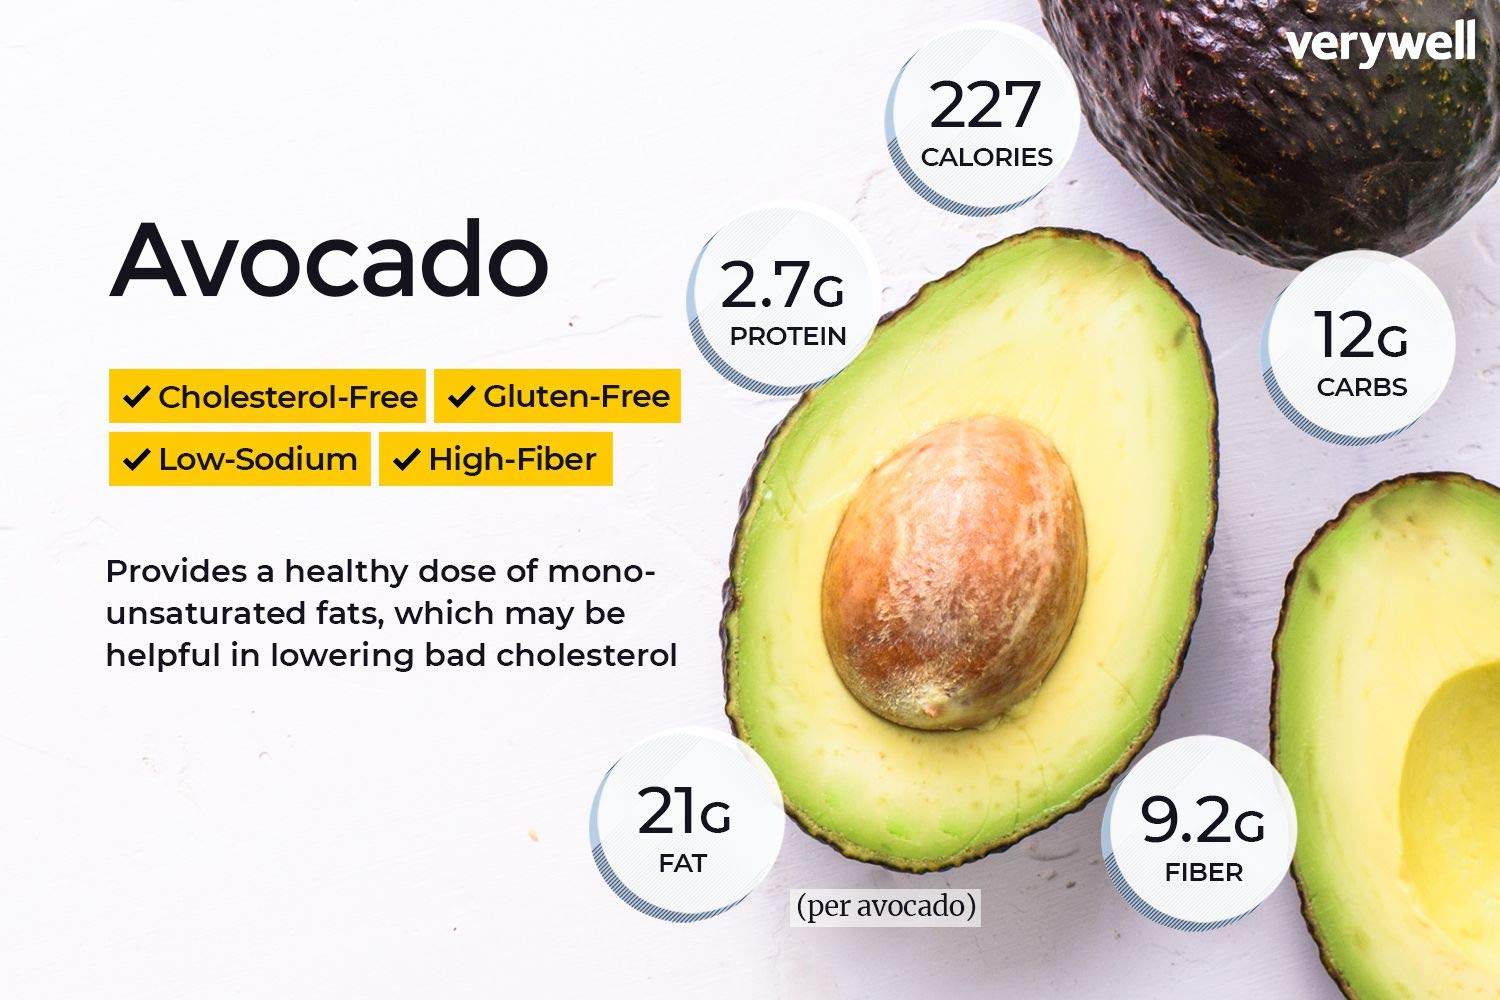 verywell
227
CALORIES
Avocado
2.7G
PROTEIN
12G
CARBS
✓ Cholesterol-Free ✓ Gluten-Free
✓ Low-Sodium ✓ High-Fiber
Provides a healthy dose of mono-
unsaturated fats, which may be
helpful in lowering bad cholesterol
21G
FAT
9.2G
FIBER
(per avocado)